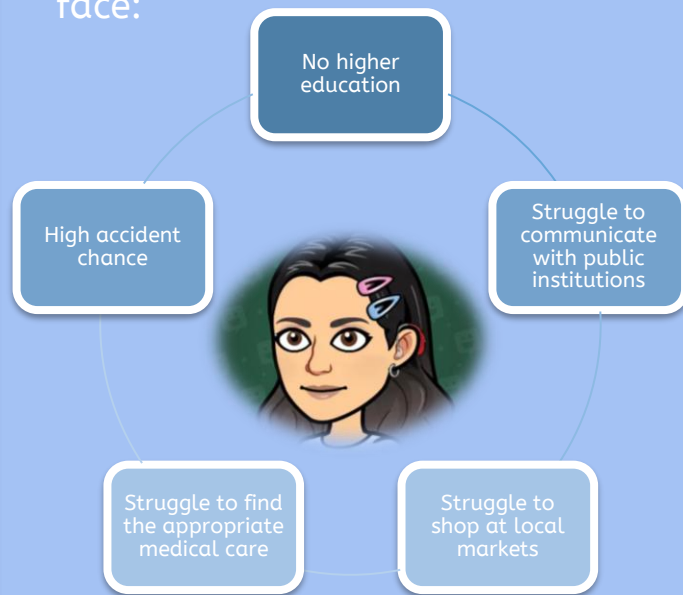 face:
No higher
education
Struggle to
communicate
with public
institutions
Struggle to
shop at local
markets
Struggle to find
the appropriate
medical care
High accident
chance